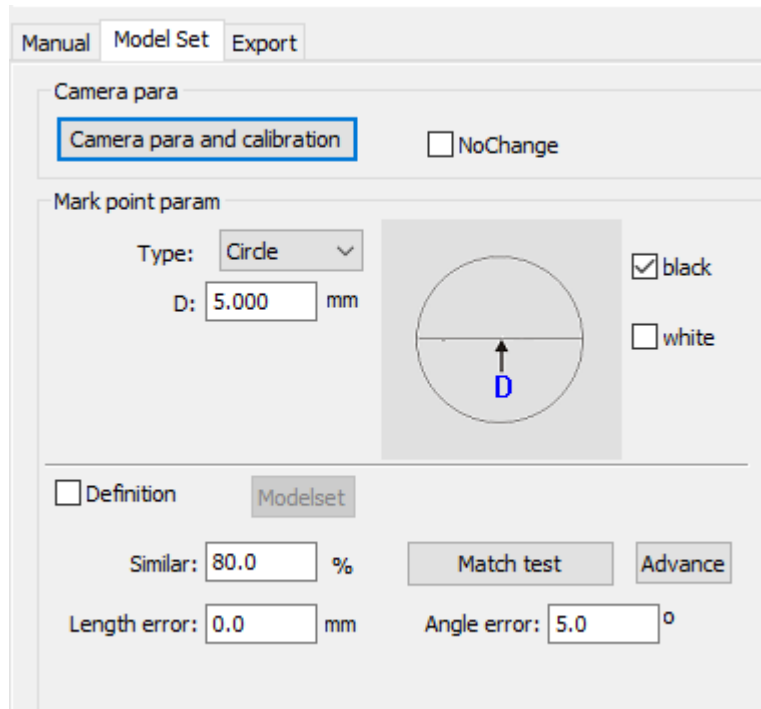 Manual Model Set Export
Camera para
Camera para and calibration NoChange
Mark point param
Type: Circle black
D: 5.000 mm
white
D
Definition Modelset
Similar: 80.0 % Match test Advance
Length error: 0.0 mm Angle error: 5.0 °